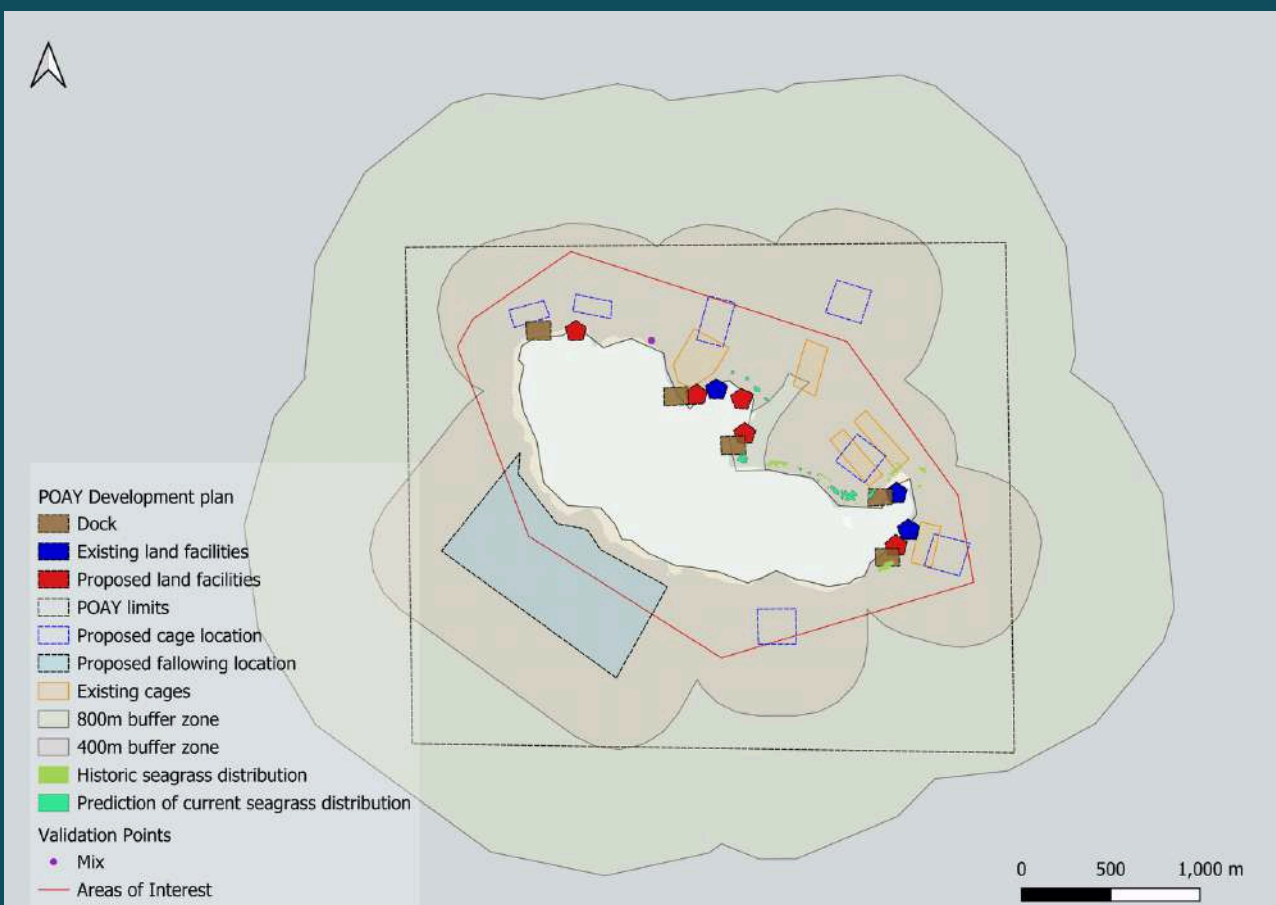 POAY Development plan
Dock
Existing land facilities
Proposed land facilities
POAY limits
Proposed cage location
Proposed fallowing location
Existing cages
800m buffer zone
400m buffer zone
Historic seagrass distribution
Prediction of current seagrass distribution
Validation Points
Mix
Areas of Interest
0 500 1,000 m